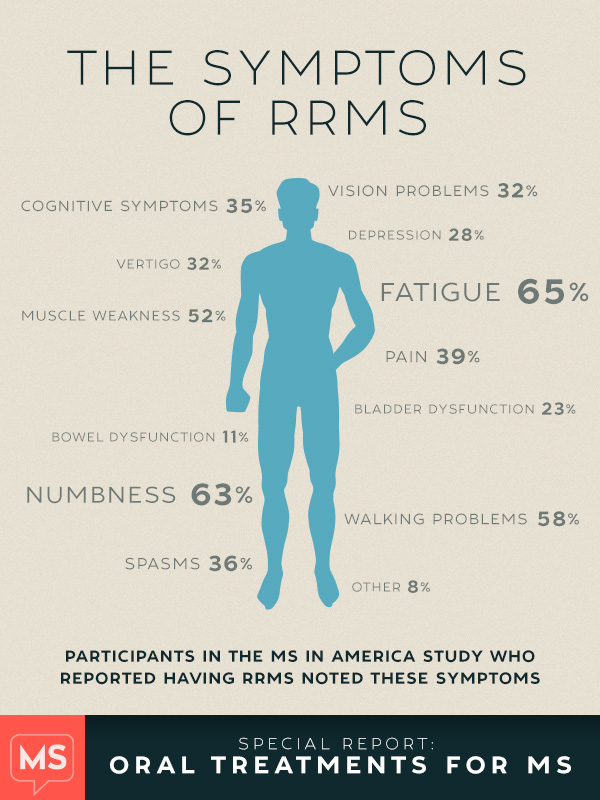 THE SYMPTOMS
OF RRMS
COGNITIVE SYMPTOMS 35%
VISION PROBLEMS 32%
DEPRESSION 28%
VERTIGO 32%
FATIGUE 65%
MUSCLE WEAKNESS 52%
PAIN 39%
BLADDER DYSFUNCTION 23%
BOWEL DYSFUNCTION 11%
NUMBNESS 63%
WALKING PROBLEMS 58%
SPASMS 36%
OTHER 8%
PARTICIPANTS IN THE MS IN AMERICA STUDY WHO
REPORTED HAVING RRMS NOTED THESE SYMPTOMS
MS
SPECIAL REPORT:
ORAL TREATMENTS FOR MS